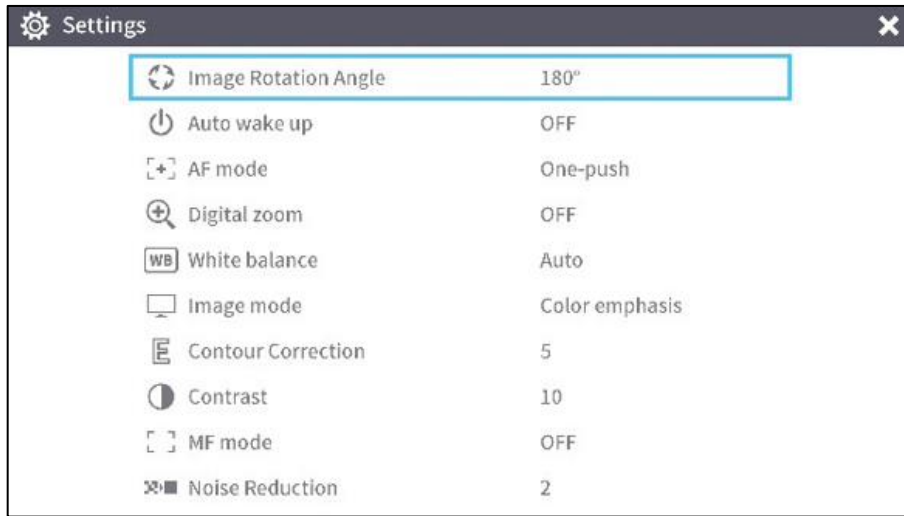 Settings
Image Rotation Angle 180°
Auto wake up OFF
AF mode One-push
Digital zoom OFF
WB White balance Auto
Image mode Color emphasis
E Contour Correction 5
Contrast 10
MF mode OFF
Noise Reduction 2